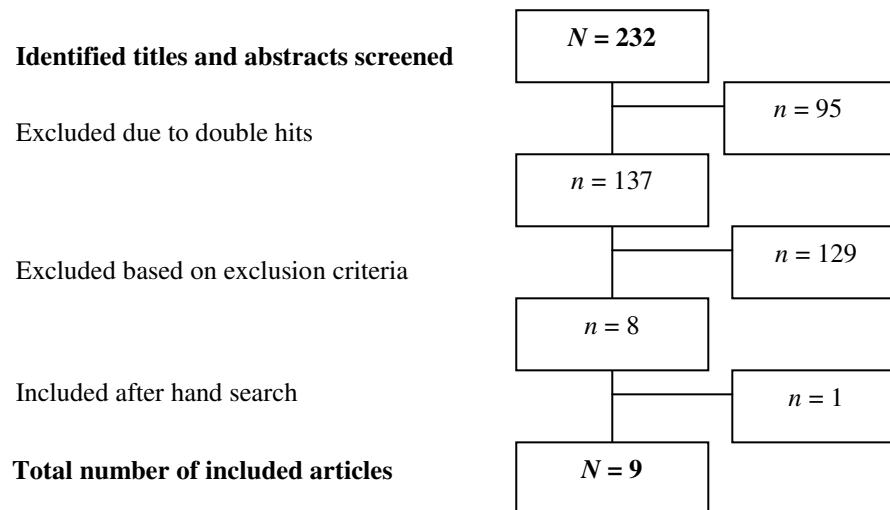 N = 232
Identified titles and abstracts screened
n = 95
Excluded due to double hits
n = 137
n = 129
Excluded based on exclusion criteria
n = 8
Included after hand search
n = 1
Total number of included articles
N = 9